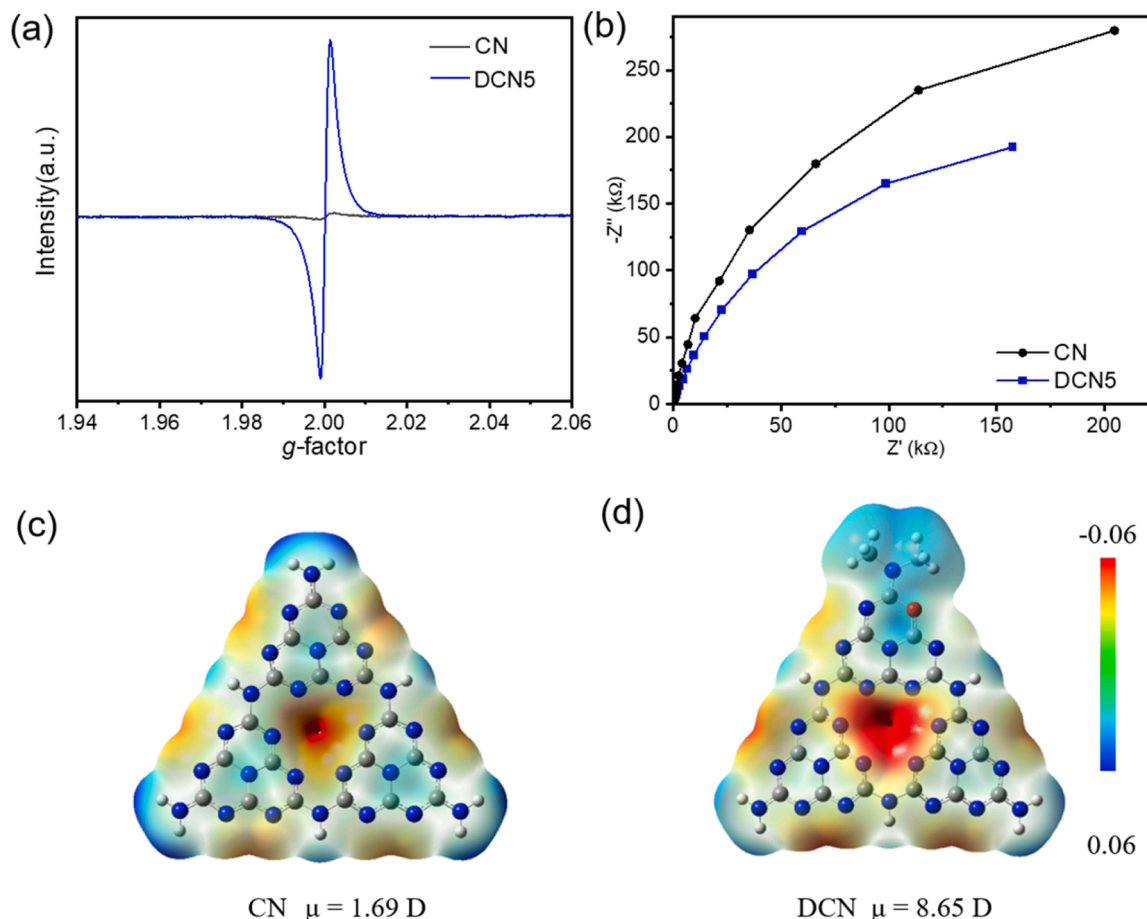 (a)
CN
DCN5
Intensity(a.u.)
1.94 1.96 1.98 2.00 2.02 2.04 2.06
g-factor
(b)
250
200
150
100
50
0
-Z'' (kΩ)
CN
DCN5
0 50 100 150 200
Z' (kΩ)
(c)
(d)
-0.06
0.06
CN μ = 1.69 D
DCN μ = 8.65 D